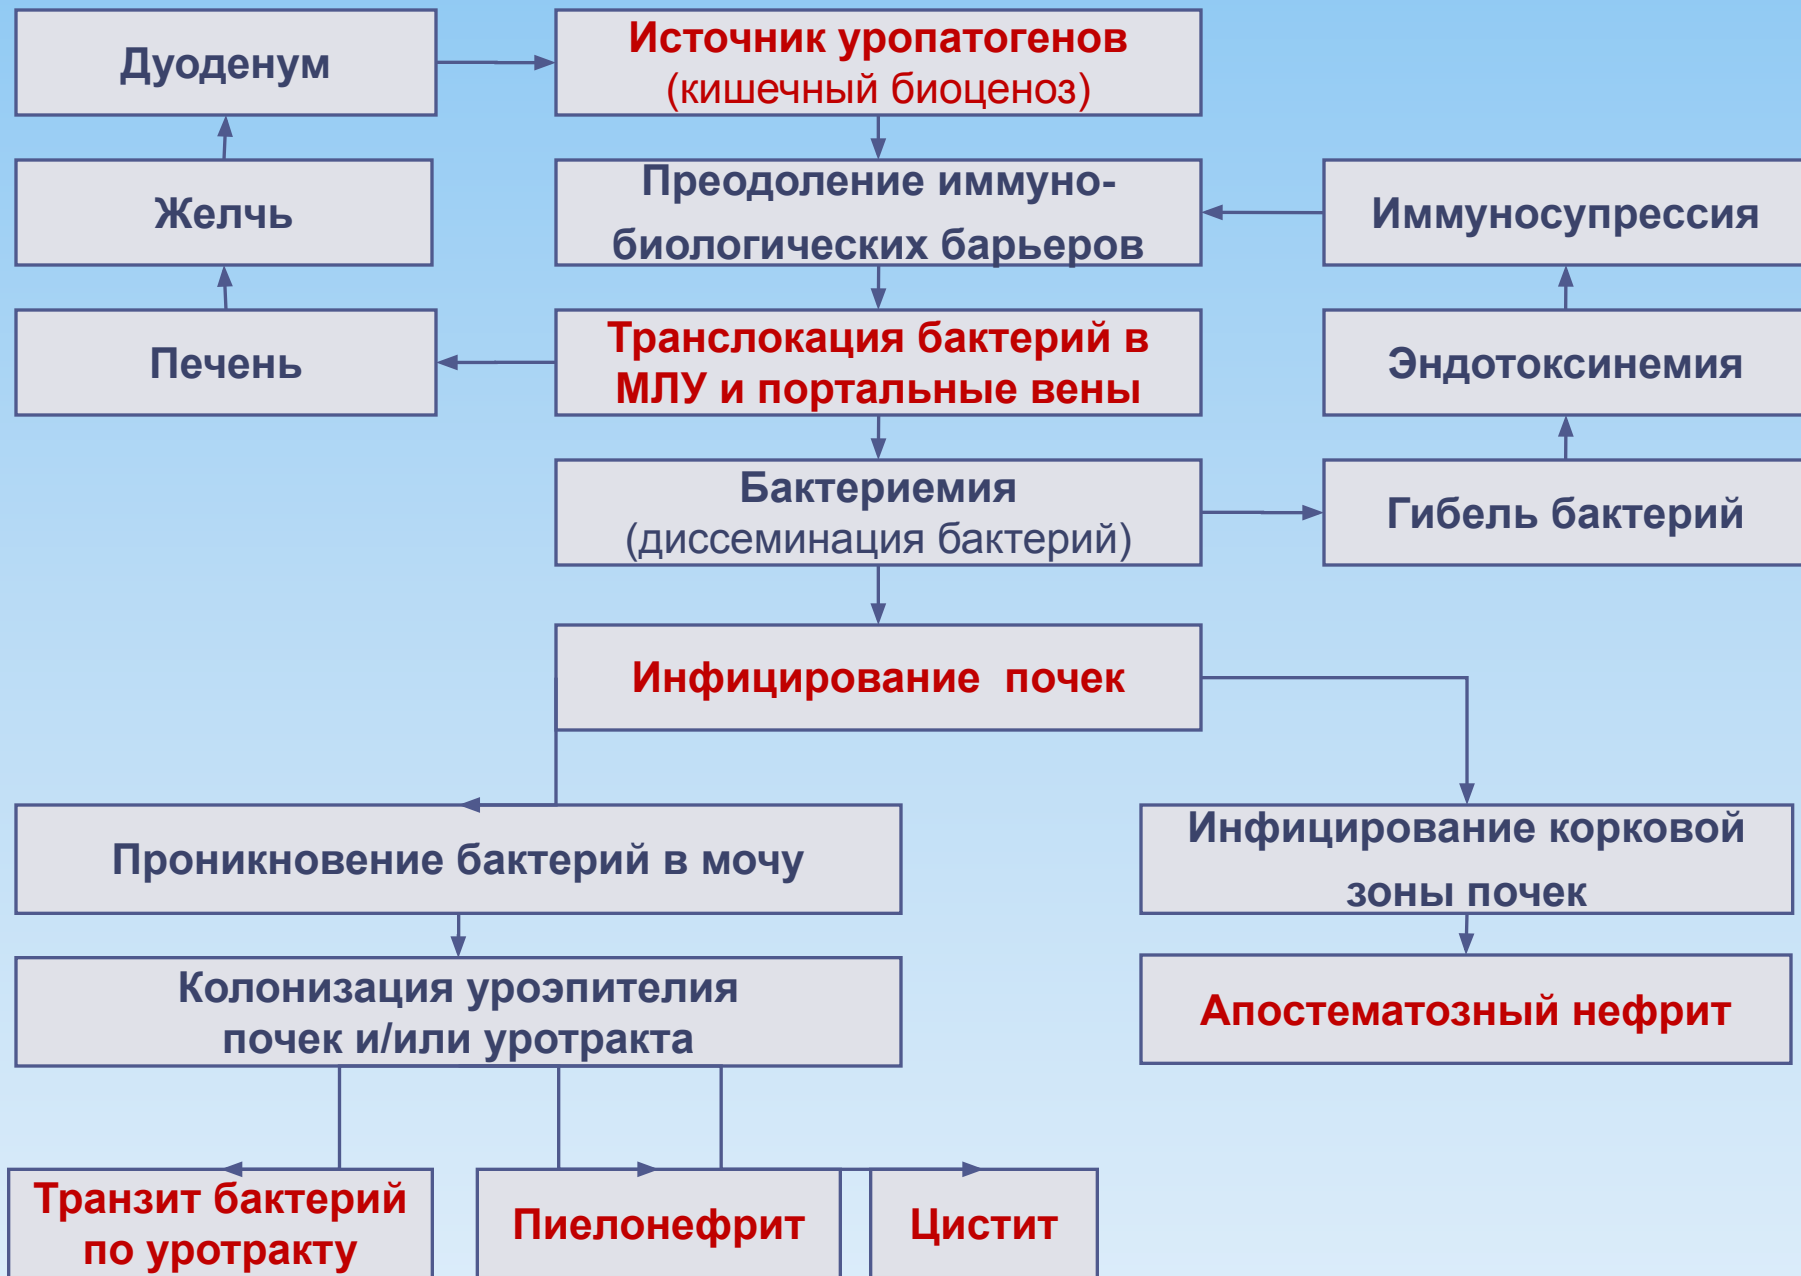 Дуоденум
Источник уропатогенов
(кишечный биоценоз)
Желчь
Преодоление иммуно-
биологических барьеров
Иммуносупрессия
Печень
Транслокация бактерий в
МЛУ и портальные вены
Эндотоксинемия
Бактериемия
(диссеминация бактерий)
Гибель бактерий
Инфицирование почек
Проникновение бактерий в мочу
Инфицирование корковой
зоны почек
Колонизация уроэпителия
почек и/или уротракта
Апостематозный нефрит
Транзит бактерий
по уротракту
Пиелонефрит
Цистит